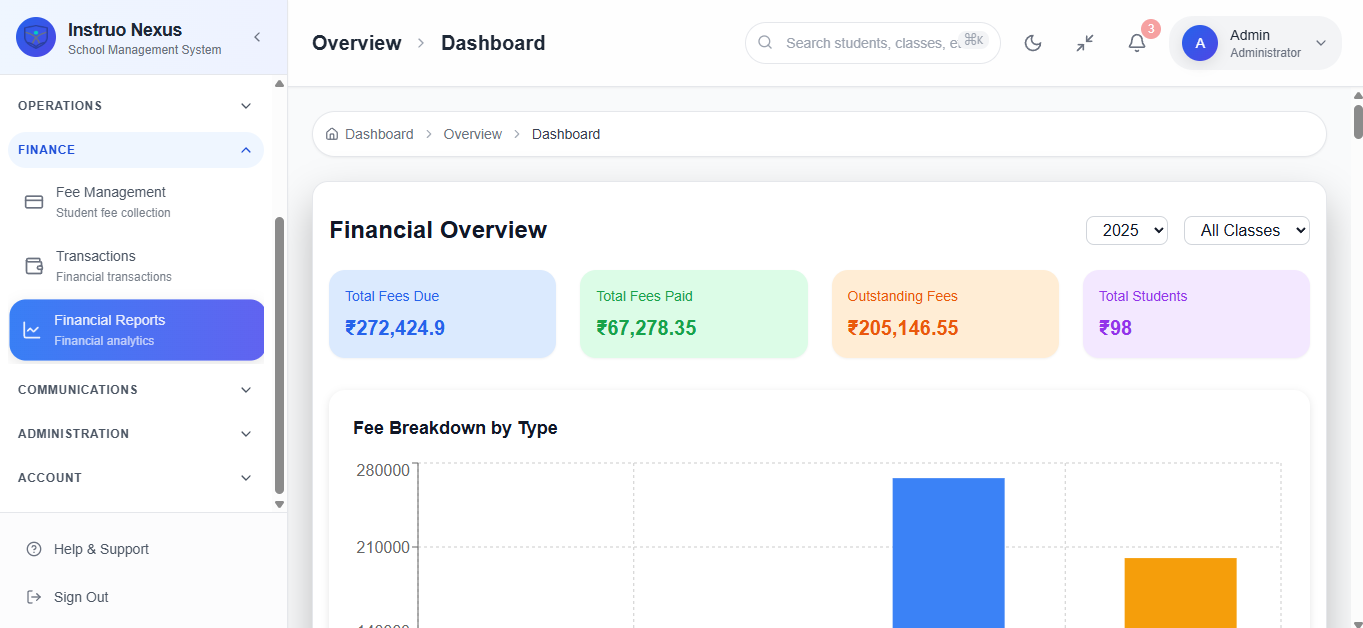 Instruo Nexus
School Management System
OPERATIONS
FINANCE
Fee Management
Student fee collection
Transactions
Financial transactions
Financial Reports
Financial analytics
COMMUNICATIONS
ADMINISTRATION
ACCOUNT
Help & Support
Sign Out
Overview > Dashboard
Search students, classes, et ⌘K
3
A
Admin
Administrator
Dashboard > Overview > Dashboard
Financial Overview
2025
All Classes
Total Fees Due
₹272,424.9
Total Fees Paid
₹67,278.35
Outstanding Fees
₹205,146.55
Total Students
₹98
Fee Breakdown by Type
280000
210000
140000